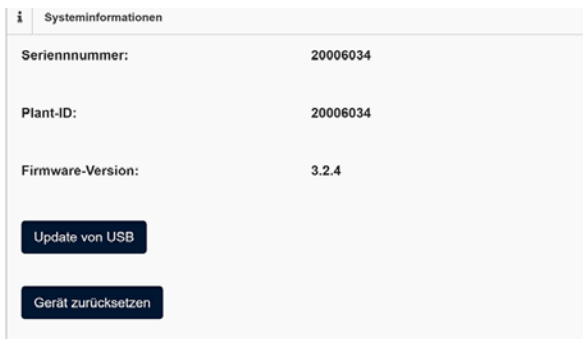 i Systeminformationen
Seriennnummer: 20006034
Plant-ID: 20006034
Firmware-Version: 3.2.4
Update von USB
Gerät zurücksetzen